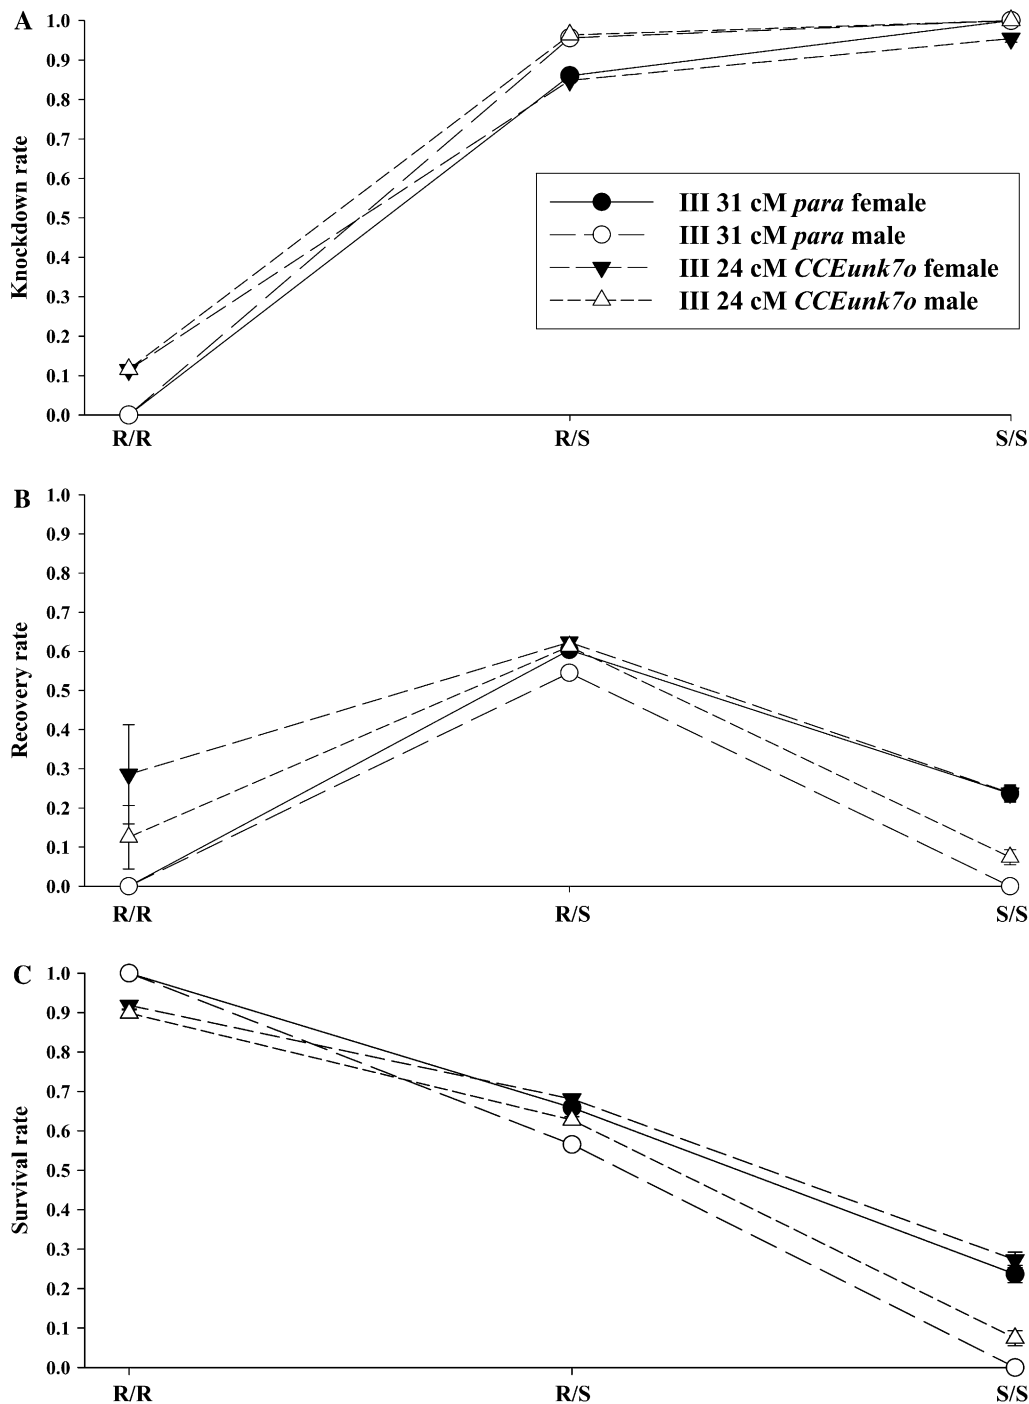 A
1.0
0.9
0.8
0.7
0.6
0.5
0.4
0.3
0.2
0.1
0.0
Knockdown rate
III 31 cM para female
III 31 cM para male
III 24 cM CCEunk7o female
III 24 cM CCEunk7o male
R/R R/S S/S
B
1.0
0.9
0.8
0.7
0.6
0.5
0.4
0.3
0.2
0.1
0.0
Recovery rate
R/R R/S S/S
C
1.0
0.9
0.8
0.7
0.6
0.5
0.4
0.3
0.2
0.1
0.0
Survival rate
R/R R/S S/S